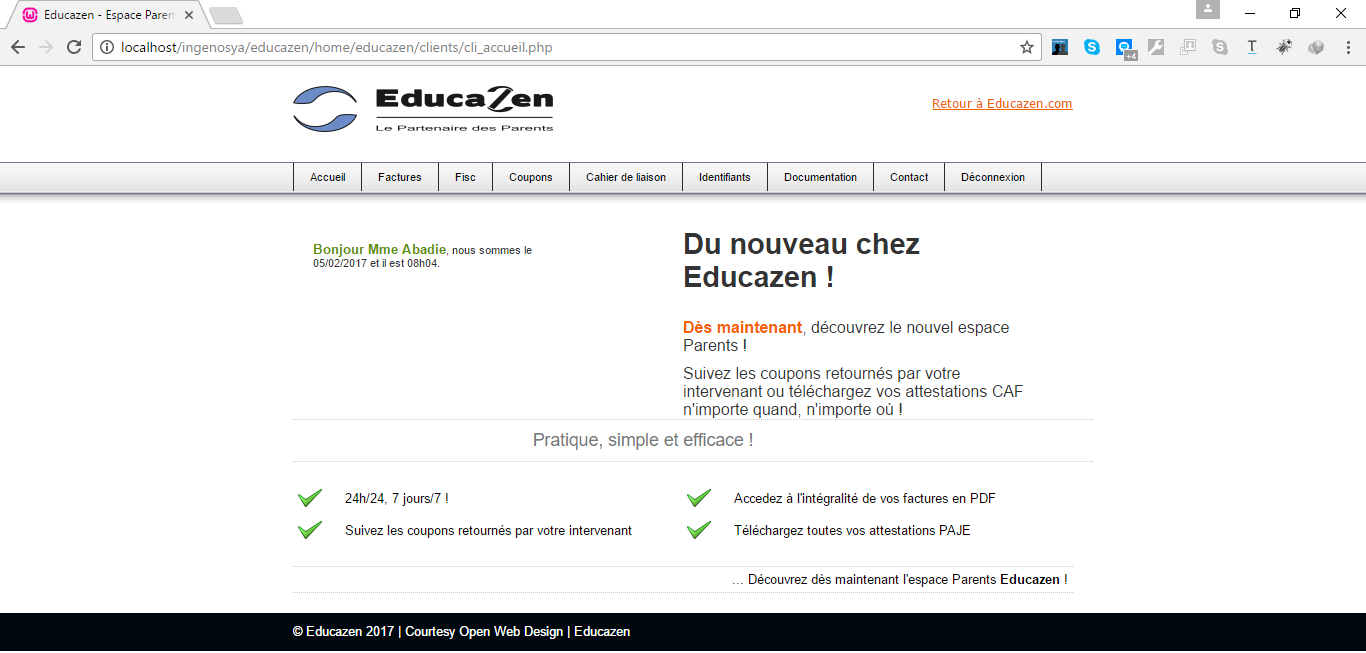 Educazen - Espace Paren
localhost/ingenosya/educazen/home/educazen/clients/cli_accueil.php
+4
EducaZen
Le Partenaire des Parents
Retour à Educazen.com
Accueil Factures Fisc Coupons Cahier de liaison Identifiants Documentation Contact Déconnexion
Bonjour Mme Abadie, nous sommes le
05/02/2017 et il est 08h04.
Du nouveau chez
Educazen !
Dès maintenant, découvrez le nouvel espace
Parents !
Suivez les coupons retournés par votre
intervenant ou téléchargez vos attestations CAF
n'importe quand, n'importe où !
Pratique, simple et efficace !
24h/24, 7 jours/7 !
Accedez à l'intégralité de vos factures en PDF
Suivez les coupons retournés par votre intervenant
Téléchargez toutes vos attestations PAJE
... Découvrez dès maintenant l'espace Parents Educazen !
© Educazen 2017 | Courtesy Open Web Design | Educazen